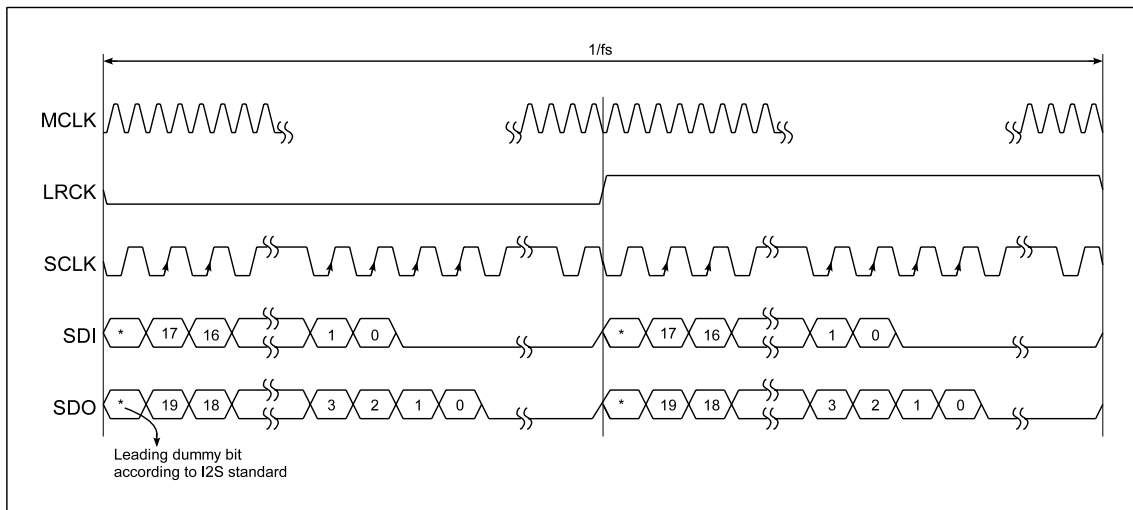 1/fs
MCLK
LRCK
SCLK
SDI * 17 16 1 0 * 17 16 1 0
SDO * 19 18 3 2 1 0 * 19 18 3 2 1 0
Leading dummy bit
according to I2S standard